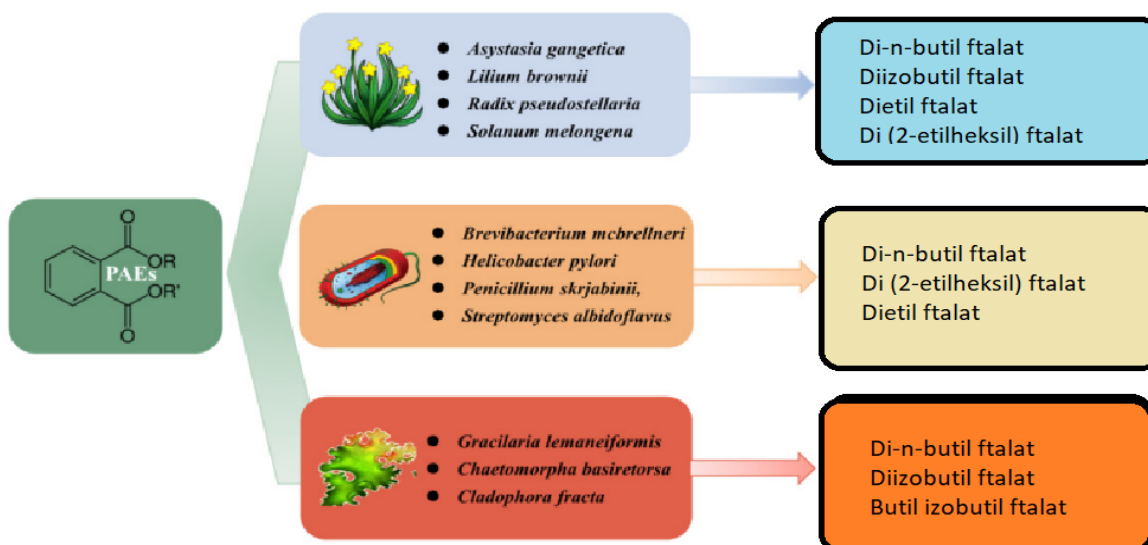 Asystasia gangetica
Lilium brownii
Radix pseudostellaria
Solanum melongena
Di-n-butil ftalat
Diizobutil ftalat
Dietil ftalat
Di (2-etilheksil) ftalat
O
OR
PAEs
OR'
O
Brevibacterium mcbrellneri
Helicobacter pylori
Penicillium skrjabinii,
Streptomyces albidoflavus
Di-n-butil ftalat
Di (2-etilheksil) ftalat
Dietil ftalat
Gracilaria lemaneiformis
Chaetomorpha basiretorsa
Cladophora fracta
Di-n-butil ftalat
Diizobutil ftalat
Butil izobutil ftalat